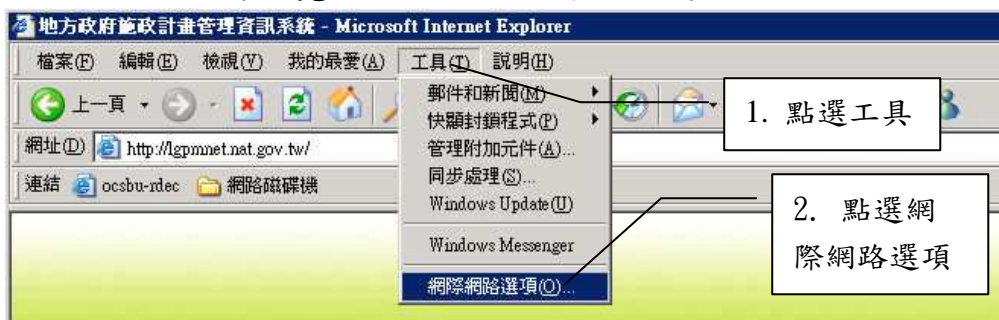 地方政府施政計畫管理資訊系統 - Microsoft Internet Explorer
檔案(F) 編輯(E) 檢視(V) 我的最愛(A) 工具(T) 說明(H)
上一頁
網址(D) http://lgpmnet.nat.gov.tw/
連結 ocsbu-rdec 網路磁碟機
郵件和新聞(M)
快顯封鎖程式(P)
管理附加元件(A)...
同步處理(S)...
Windows Update(U)
Windows Messenger
網際網路選項(O)...
1. 點選工具
2. 點選網
際網路選項